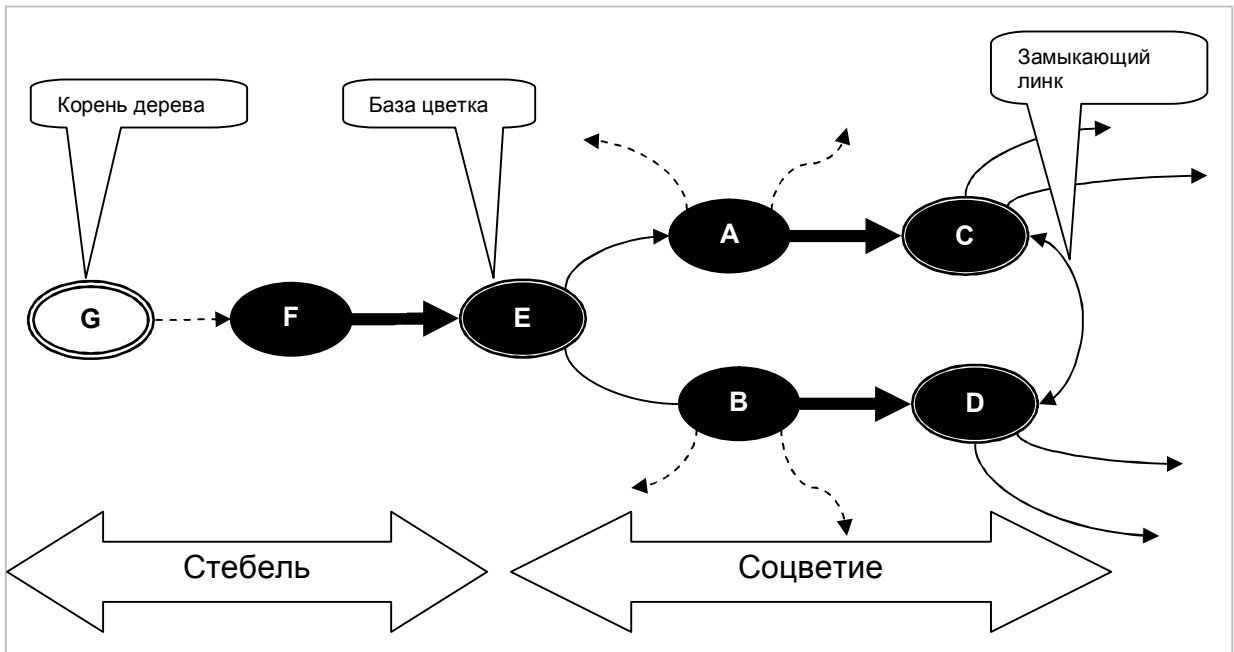 Замыкающий
линк
Корень дерева
База цветка
A
C
G
F
E
B
D
Стебель
Соцветие